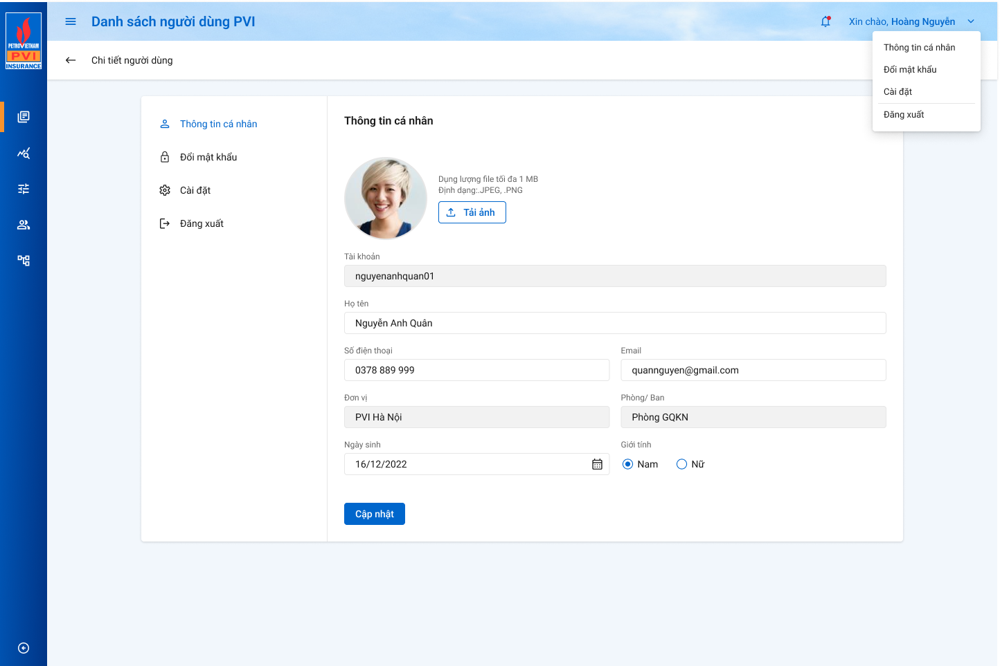 PETROVIETNAM
PVI
INSURANCE
Danh sách người dùng PVI
Xin chào, Hoàng Nguyễn
Chi tiết người dùng
Thông tin cá nhân
Đổi mật khẩu
Cài đặt
Đăng xuất
Thông tin cá nhân
Đổi mật khẩu
Cài đặt
Đăng xuất
Thông tin cá nhân
Dụng lượng file tối đa 1 MB
Định dạng:.JPEG, .PNG
Tải ảnh
Tài khoản
nguyenanhquan01
Họ tên
Nguyễn Anh Quân
Số điện thoại
0378 889 999
Email
quannguyen@gmail.com
Đơn vị
PVI Hà Nội
Phòng/ Ban
Phòng GQKN
Ngày sinh
16/12/2022
Giới tính
Nam
Nữ
Cập nhật